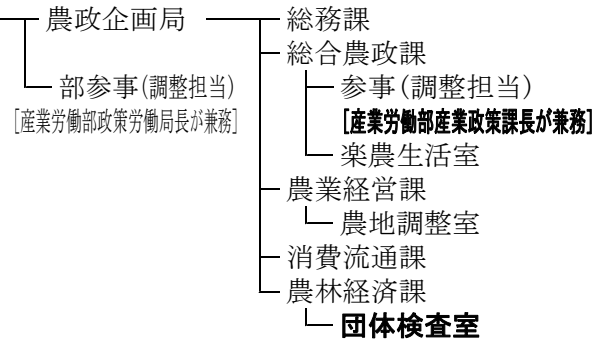 農政企画局
総務課
総合農政課
部参事(調整担当)
[産業労働部政策労働局長が兼務]
参事(調整担当)
[産業労働部産業政策課長が兼務]
楽農生活室
農業経営課
農地調整室
消費流通課
農林経済課
団体検査室